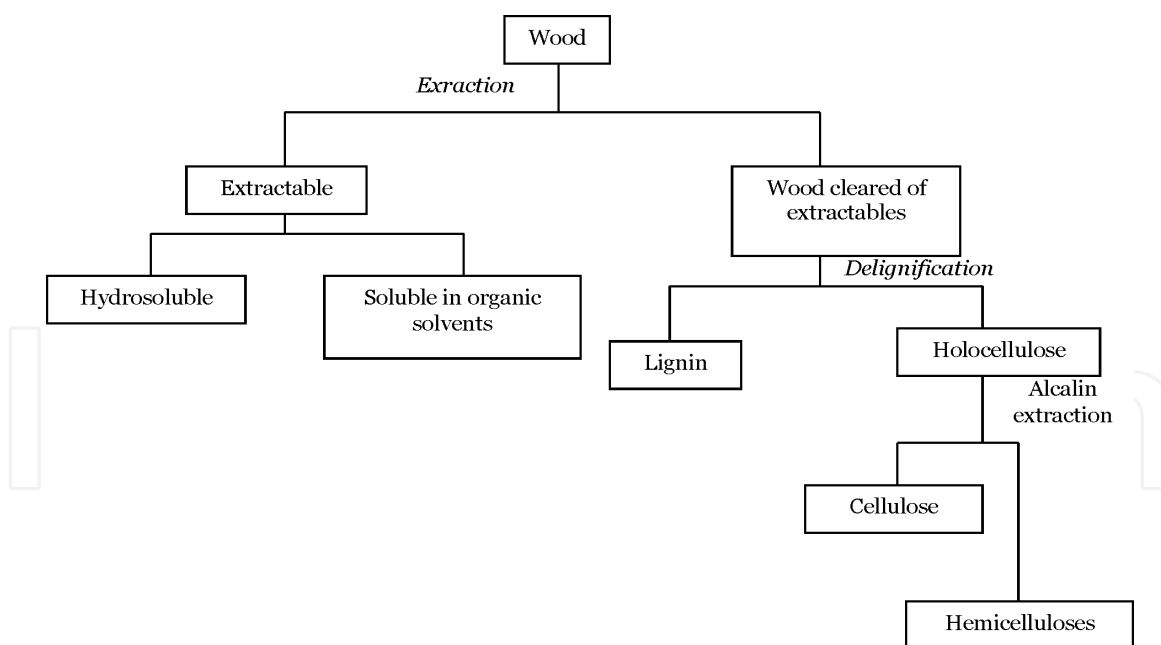 Wood
Exraction
Extractable
Wood cleared of
extractables
Delignification
Hydrosoluble
Soluble in organic
solvents
Lignin
Holocellulose
Alcalin
extraction
Cellulose
Hemicelluloses